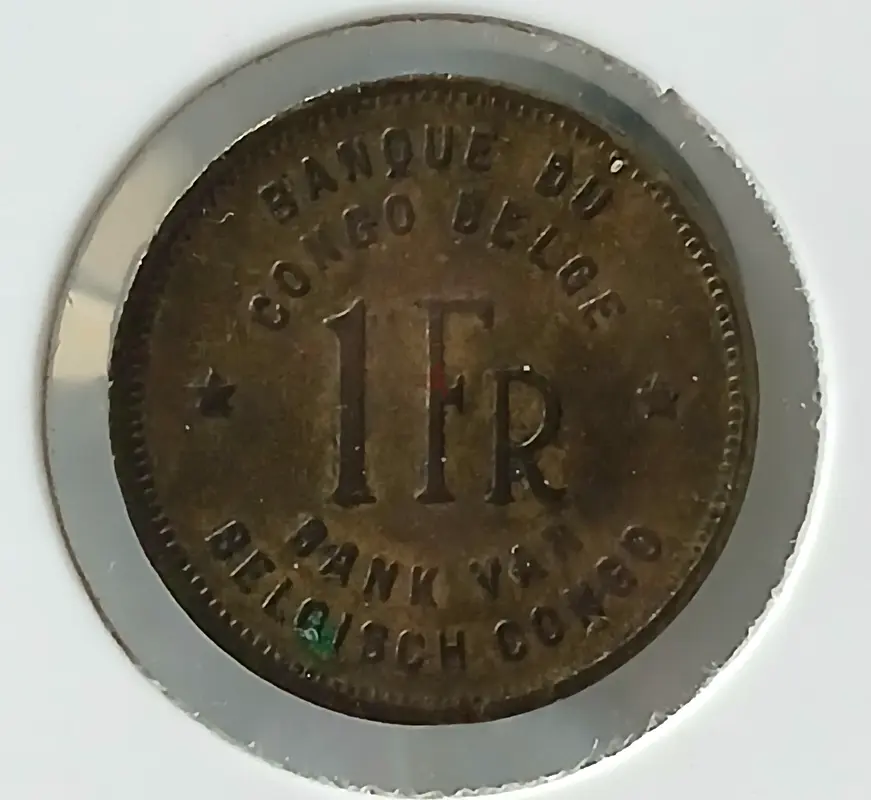 BANQUE DU
CONGO BELGE
1 FR
BANK VAN
BELGISCH CONGO